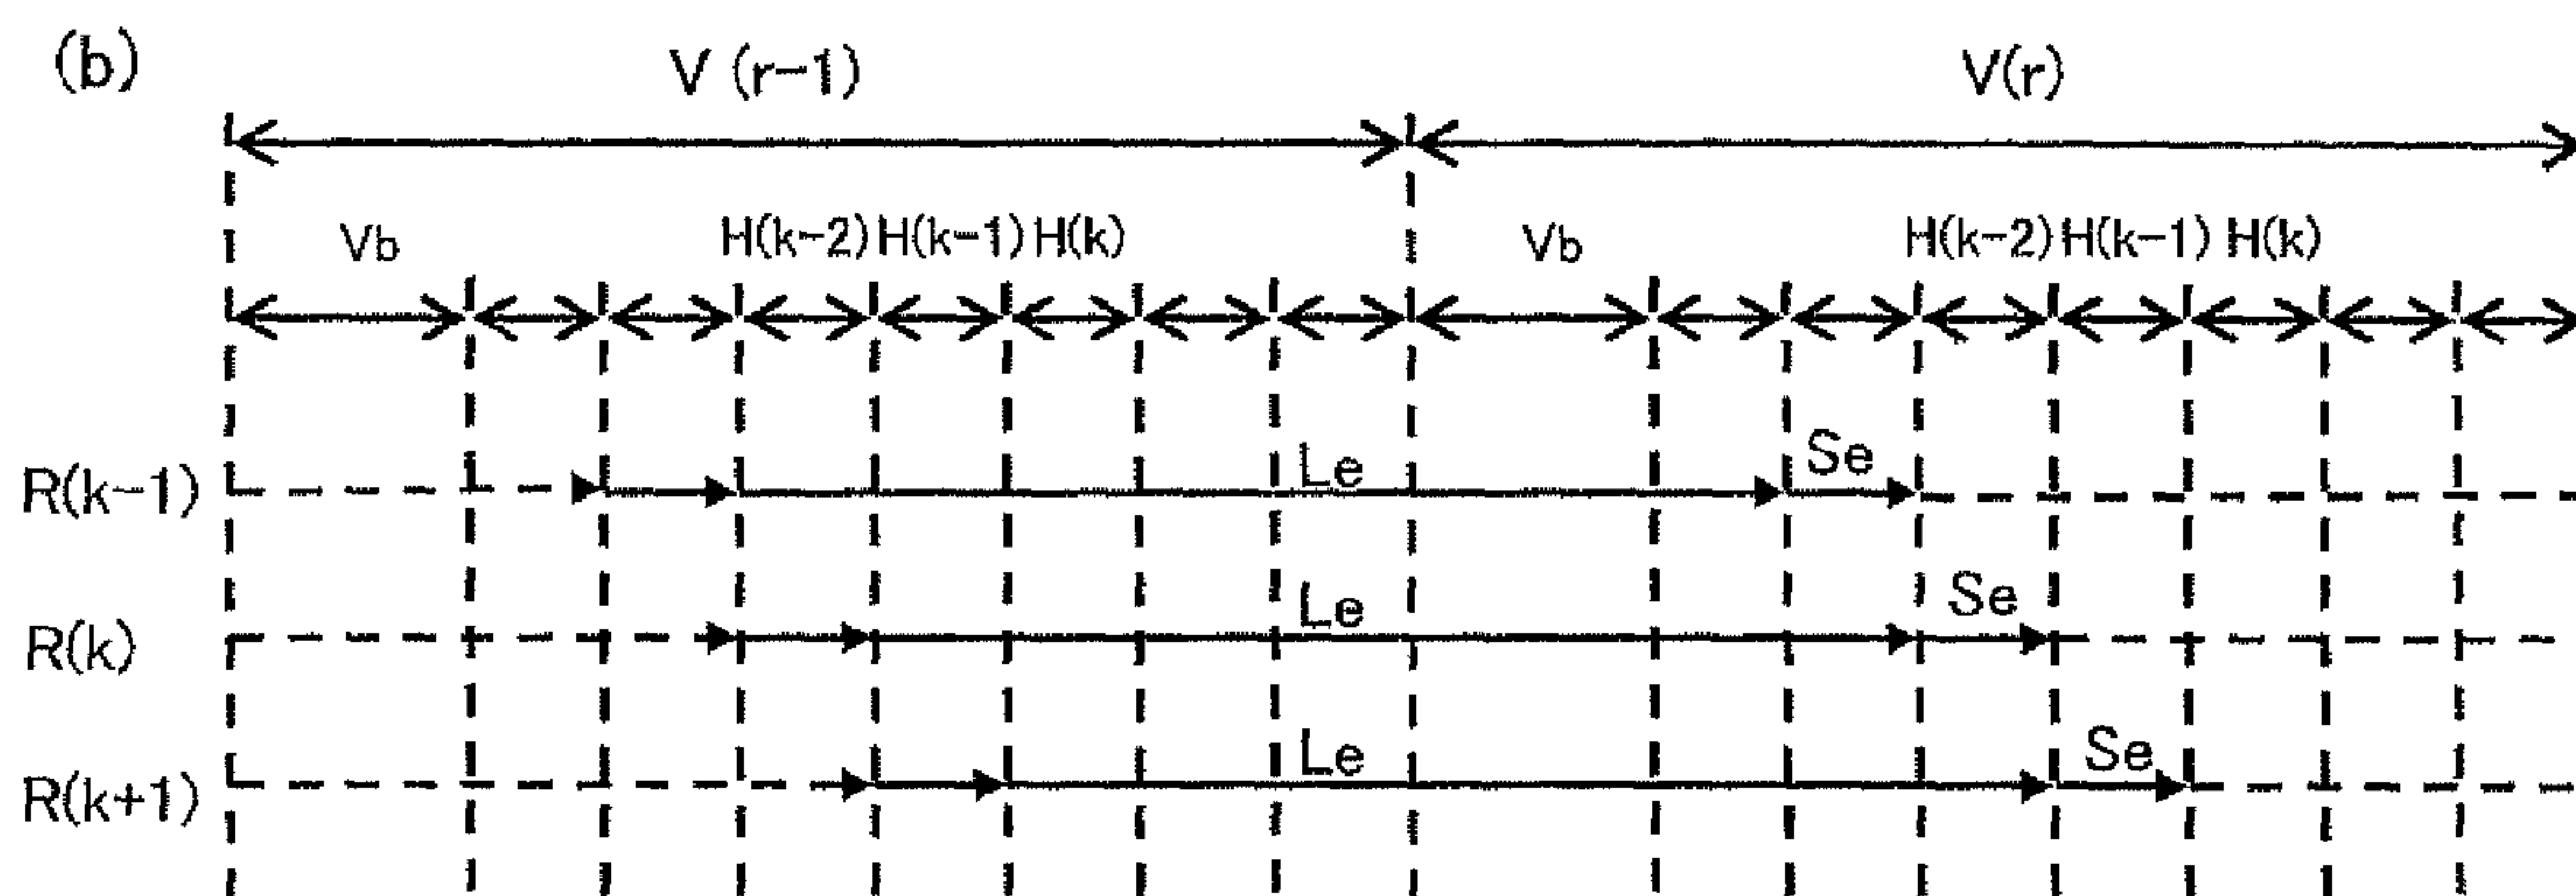 (b)
V (r-1) V(r)
Vb H(k-2) H(k-1) H(k) Vb H(k-2) H(k-1) H(k)
R(k-1) Le Se
R(k) Le Se
R(k+1) Le Se